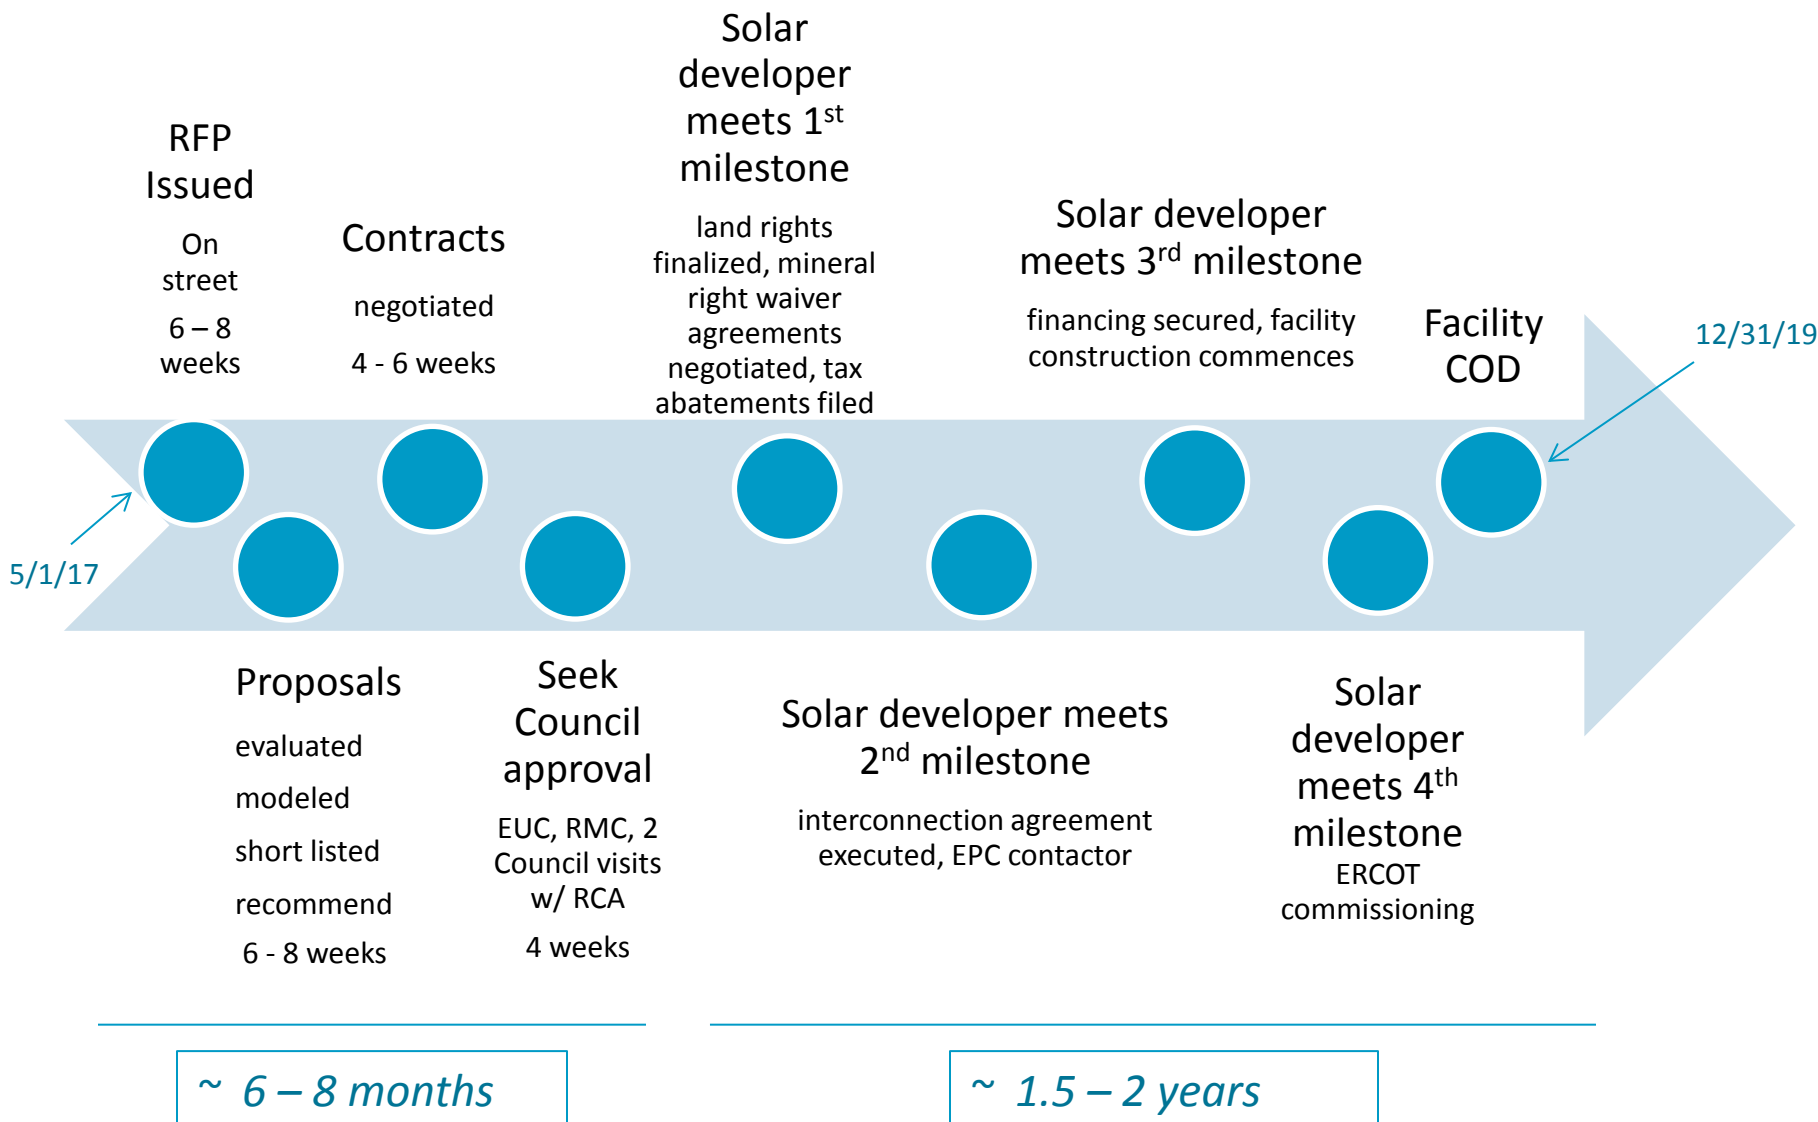 Solar
developer
meets 1st
milestone
land rights
finalized, mineral
right waiver
agreements
negotiated, tax
abatements filed
RFP
Issued
On
street
6 – 8
weeks
Contracts
negotiated
4 - 6 weeks
Solar developer
meets 3rd milestone
financing secured, facility
construction commences
Facility
COD
12/31/19
5/1/17
Proposals
evaluated
modeled
short listed
recommend
6 - 8 weeks
Seek
Council
approval
EUC, RMC, 2
Council visits
w/ RCA
4 weeks
Solar developer meets
2nd milestone
interconnection agreement
executed, EPC contactor
Solar
developer
meets 4th
milestone
ERCOT
commissioning
~ 6 – 8 months
~ 1.5 – 2 years